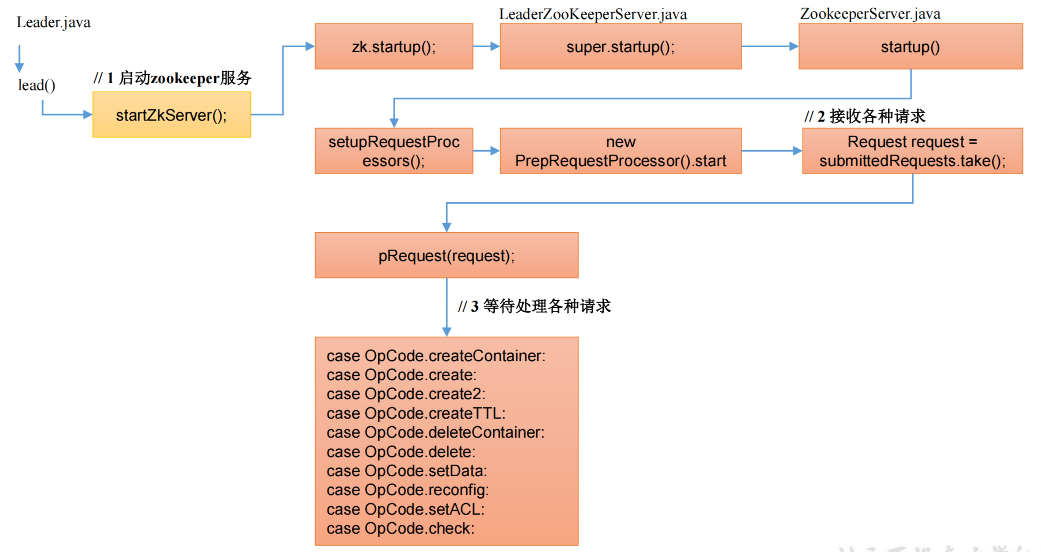 Leader.java
LeaderZooKeeperServer.java
ZookeeperServer.java
lead()
// 1 启动zookeeper服务
startZkServer();
zk.startup();
super.startup();
startup()
setupRequestProc
essors();
new
PrepRequestProcessor().start
// 2 接收各种请求
Request request =
submittedRequests.take();
pRequest(request);
// 3 等待处理各种请求
case OpCode.createContainer:
case OpCode.create:
case OpCode.create2:
case OpCode.createTTL:
case OpCode.deleteContainer:
case OpCode.delete:
case OpCode.setData:
case OpCode.reconfig:
case OpCode.setACL:
case OpCode.check: